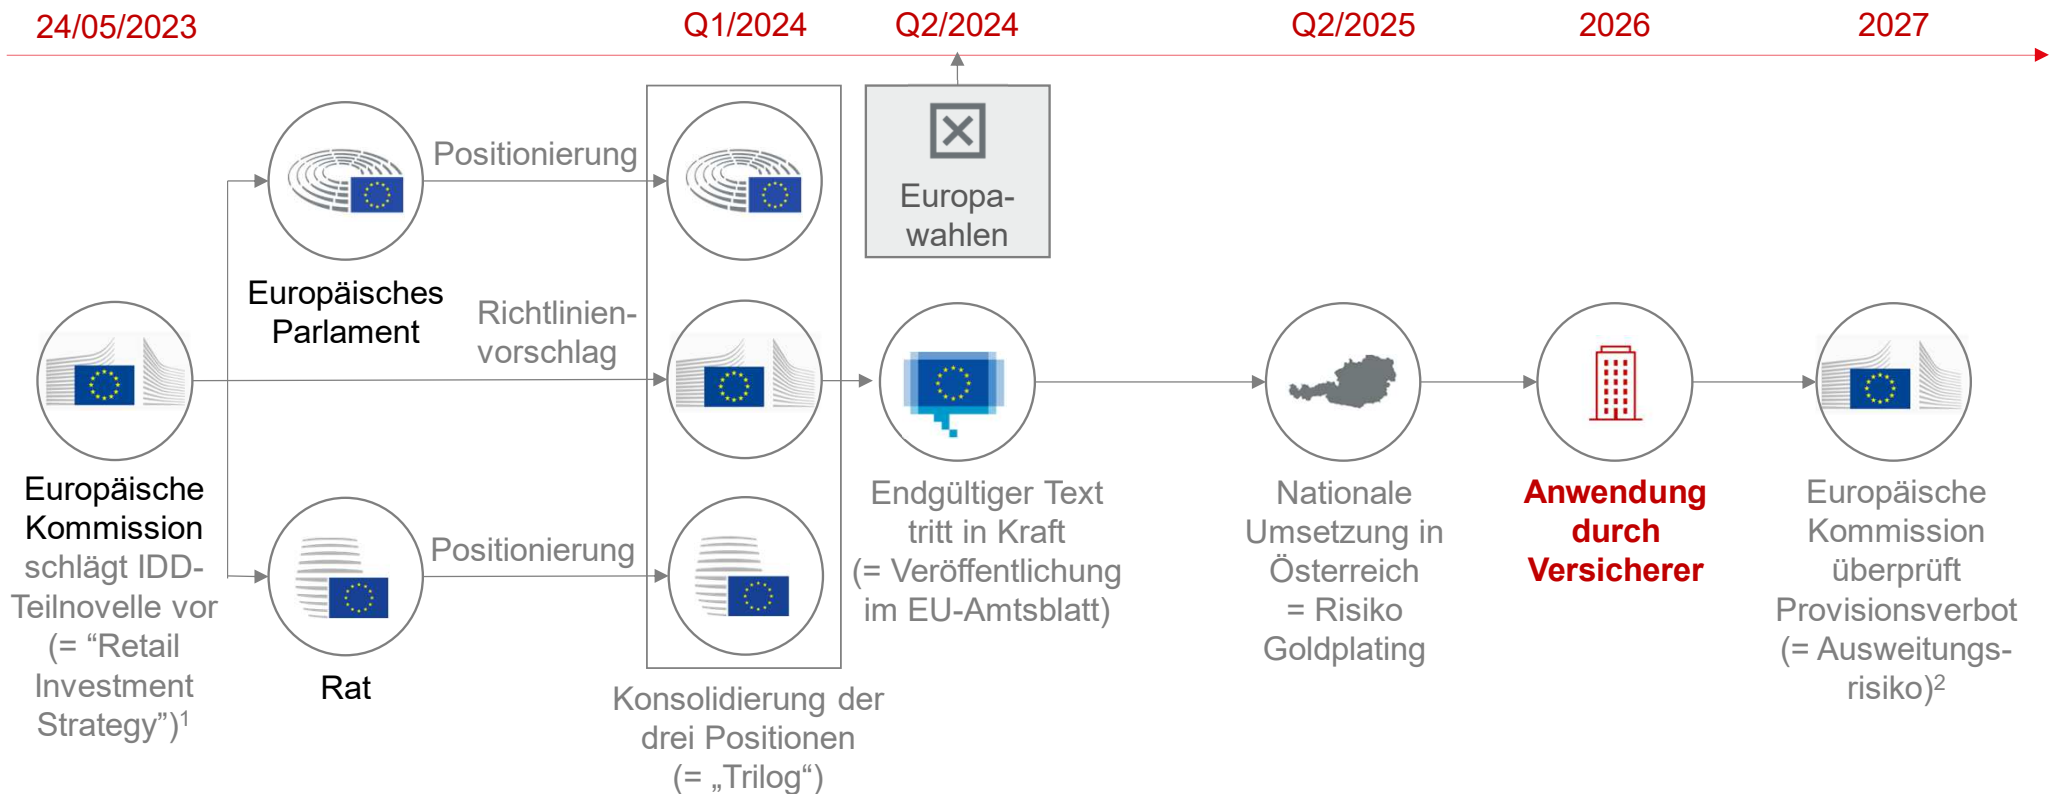 24/05/2023
Q1/2024
Q2/2024
Q2/2025
2026
2027
Positionierung
Europa-
wahlen
Europäisches
Parlament
Richtlinien-
vorschlag
Europäische
Kommission
schlägt IDD-
Teilnovelle vor
(= “Retail
Investment
Strategy”)¹
Positionierung
Rat
Konsolidierung der
drei Positionen
(= „Trilog“)
Endgültiger Text
tritt in Kraft
(= Veröffentlichung
im EU-Amtsblatt)
Nationale
Umsetzung in
Österreich
= Risiko
Goldplating
Anwendung
durch
Versicherer
Europäische
Kommission
überprüft
Provisionsverbot
(= Ausweitungs-
risiko)²